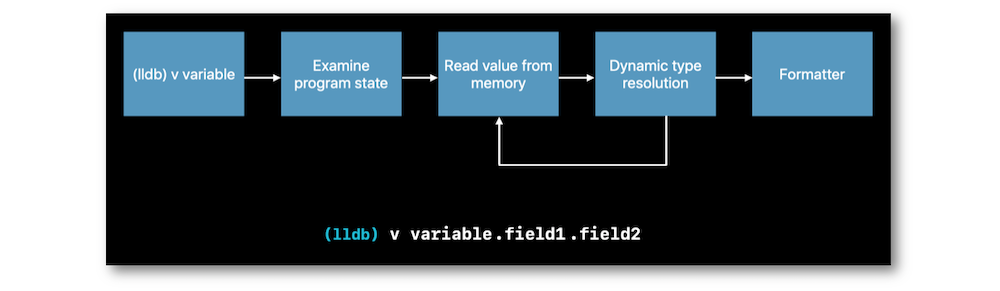 (lldb) v variable
Examine
program state
Read value from
memory
Dynamic type
resolution
Formatter
(lldb) v variable.field1.field2